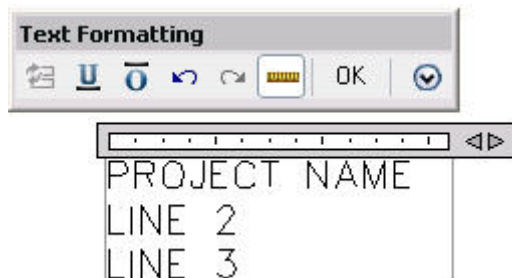 Text Formatting
U O OK
PROJECT NAME
LINE 2
LINE 3